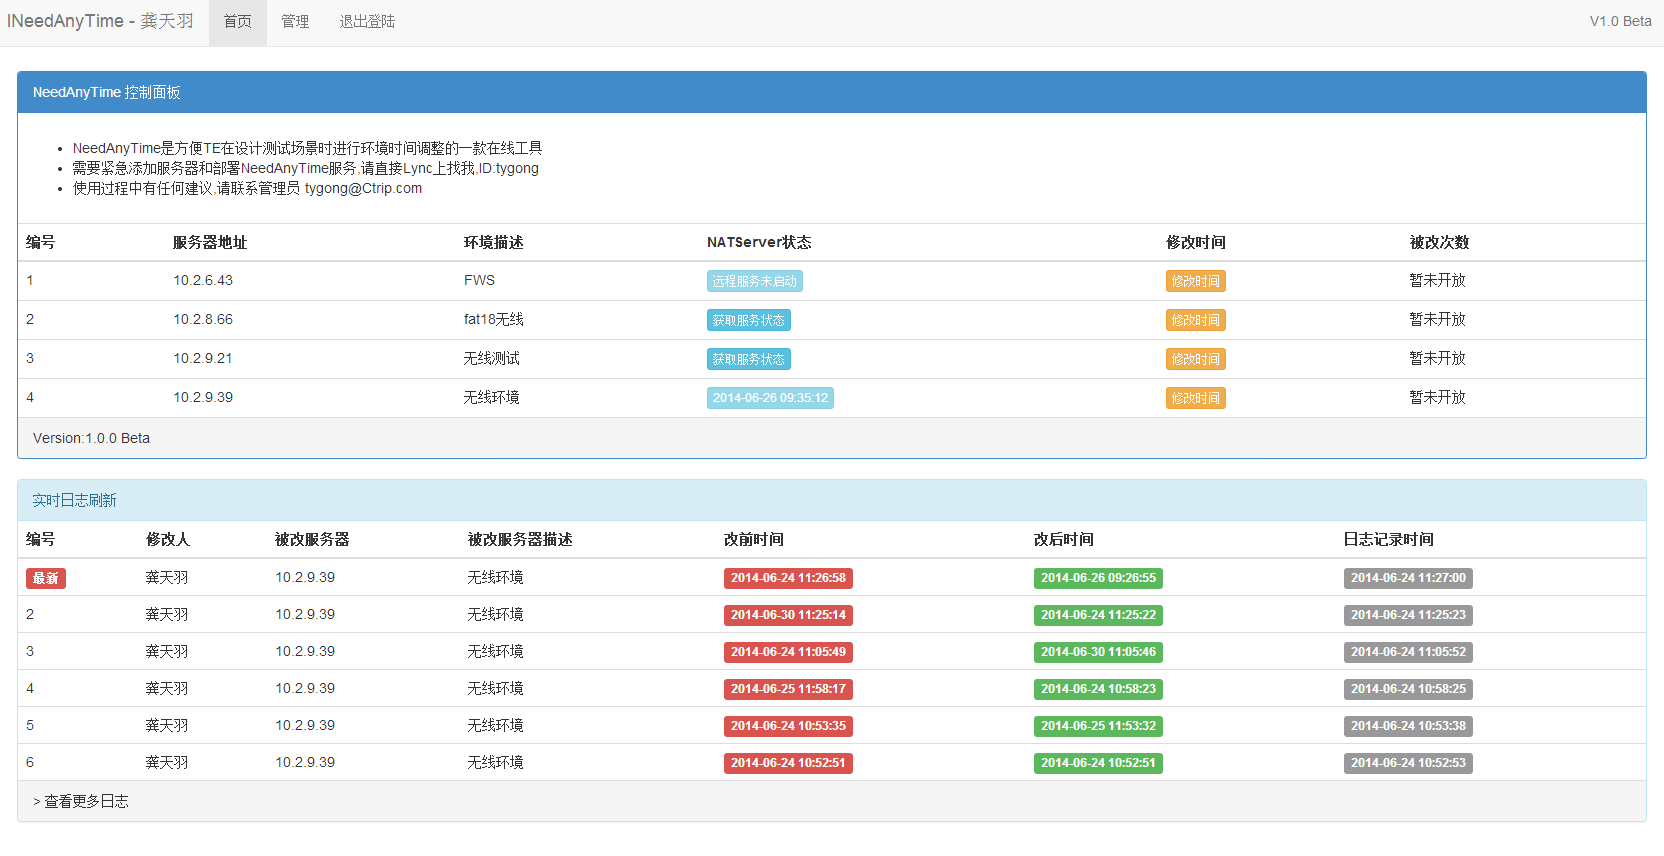 INeedAnyTime - 龚天羽 首页 管理 退出登陆 V1.0 Beta
NeedAnyTime 控制面板
NeedAnyTime是方便TE在设计测试场景时进行环境时间调整的一款在线工具
需要紧急添加服务器和部署NeedAnyTime服务,请直接Lync上找我,ID:tygong
使用过程中有任何建议,请联系管理员 tygong@Ctrip.com
编号 服务器地址 环境描述 NATServer状态 修改时间 被改次数
1 10.2.6.43 FWS 远程服务未启动 修改时间 暂未开放
2 10.2.8.66 fat18无线 获取服务状态 修改时间 暂未开放
3 10.2.9.21 无线测试 获取服务状态 修改时间 暂未开放
4 10.2.9.39 无线环境 2014-06-26 09:35:12 修改时间 暂未开放
Version:1.0.0 Beta
实时日志刷新
编号 修改人 被改服务器 被改服务器描述 改前时间 改后时间 日志记录时间
最新 龚天羽 10.2.9.39 无线环境 2014-06-24 11:26:58 2014-06-26 09:26:55 2014-06-24 11:27:00
2 龚天羽 10.2.9.39 无线环境 2014-06-30 11:25:14 2014-06-24 11:25:22 2014-06-24 11:25:23
3 龚天羽 10.2.9.39 无线环境 2014-06-24 11:05:49 2014-06-30 11:05:46 2014-06-24 11:05:52
4 龚天羽 10.2.9.39 无线环境 2014-06-25 11:58:17 2014-06-24 10:58:23 2014-06-24 10:58:25
5 龚天羽 10.2.9.39 无线环境 2014-06-24 10:53:35 2014-06-25 11:53:32 2014-06-24 10:53:38
6 龚天羽 10.2.9.39 无线环境 2014-06-24 10:52:51 2014-06-24 10:52:51 2014-06-24 10:52:53
> 查看更多日志